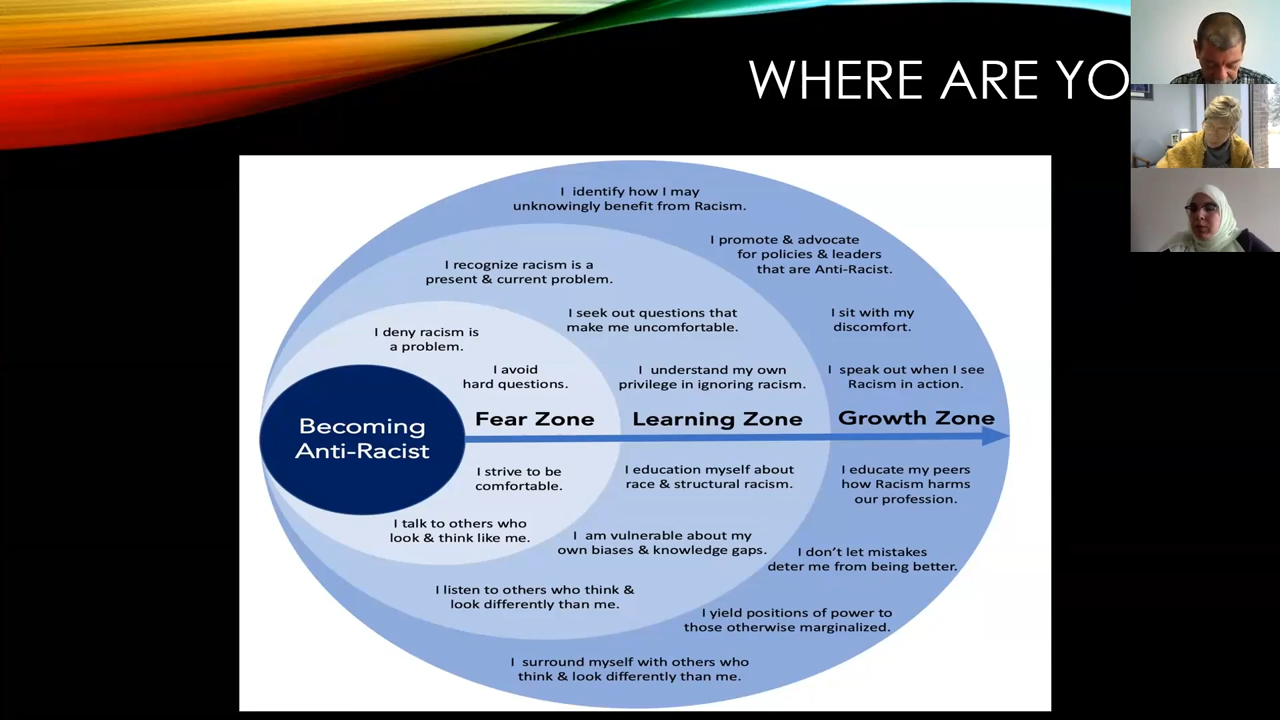 WHERE ARE YO
I identify how I may
unknowingly benefit from Racism.
I promote & advocate
for policies & leaders
that are Anti-Racist.
I recognize racism is a
present & current problem.
I seek out questions that
make me uncomfortable.
I sit with my
discomfort.
I deny racism is
a problem.
I avoid
hard questions.
I understand my own
privilege in ignoring racism.
I speak out when I see
Racism in action.
Becoming
Anti-Racist
Fear Zone
Learning Zone
Growth Zone
I strive to be
comfortable.
I education myself about
race & structural racism.
I educate my peers
how Racism harms
our profession.
I talk to others who
look & think like me.
I am vulnerable about my
own biases & knowledge gaps.
I don't let mistakes
deter me from being better.
I listen to others who think &
look differently than me.
I yield positions of power to
those otherwise marginalized.
I surround myself with others who
think & look differently than me.